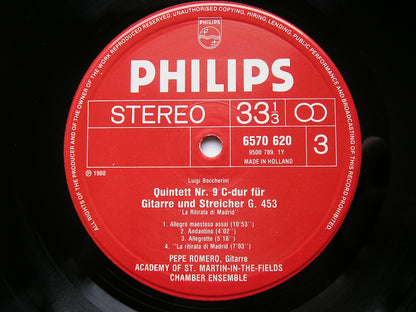 ALL RIGHTS OF THE MANUFACTURER AND OF THE OWNER OF THE WORK REPRODUCED RESERVED. UNAUTHORISED COPYING, HIRING, LENDING, PUBLIC PERFORMANCE AND BROADCASTING OF THIS RECORD PROHIBITED
PHILIPS
PHILIPS
STEREO
33 1/3
6570 620
9500 789. 1Y
MADE IN HOLLAND
3
℗ 1980
Luigi Boccherini
Quintett Nr. 9 C-dur für
Gitarre und Streicher G. 453
"La Ritirata di Madrid"
1. Allegro maestoso assai (10'53")
2. Andantino (4'02")
3. Allegretto (5'18")
4. "La ritirata di Madrid (7'03")
PEPE ROMERO, Gitarre
ACADEMY OF ST. MARTIN-IN-THE-FIELDS
CHAMBER ENSEMBLE